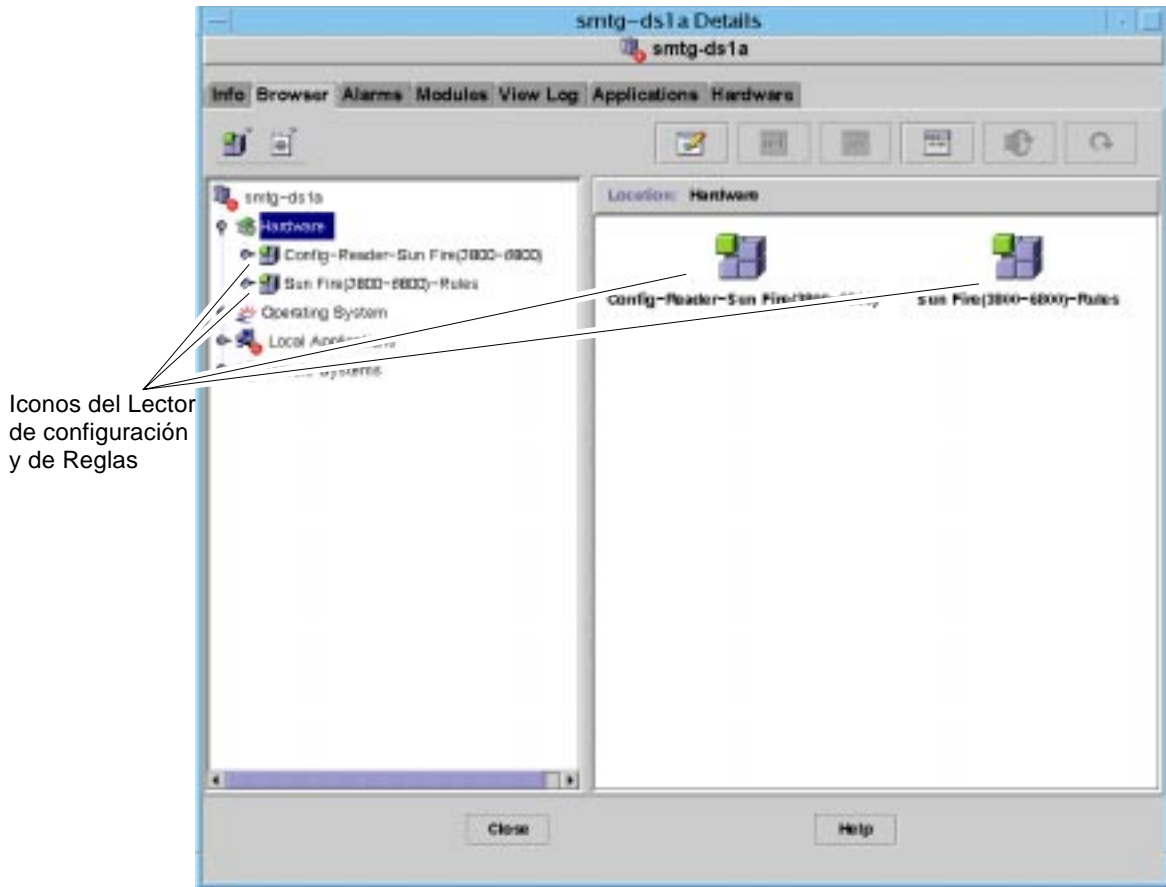 smtg-ds1a Details
smtg-ds1a
Info Browser Alarms Modules View Log Applications Hardware
smtg-ds1a
Location: Hardware
Hardware
Config-Reader-Sun Fire(3800-6800)
Sun Fire(3800-6800)-Rules
Operating System
Local
Systems
Config-Reader-Sun
Sun Fire(3800-6800)-Rules
Iconos del Lector
de configuración
y de Reglas
Close Help